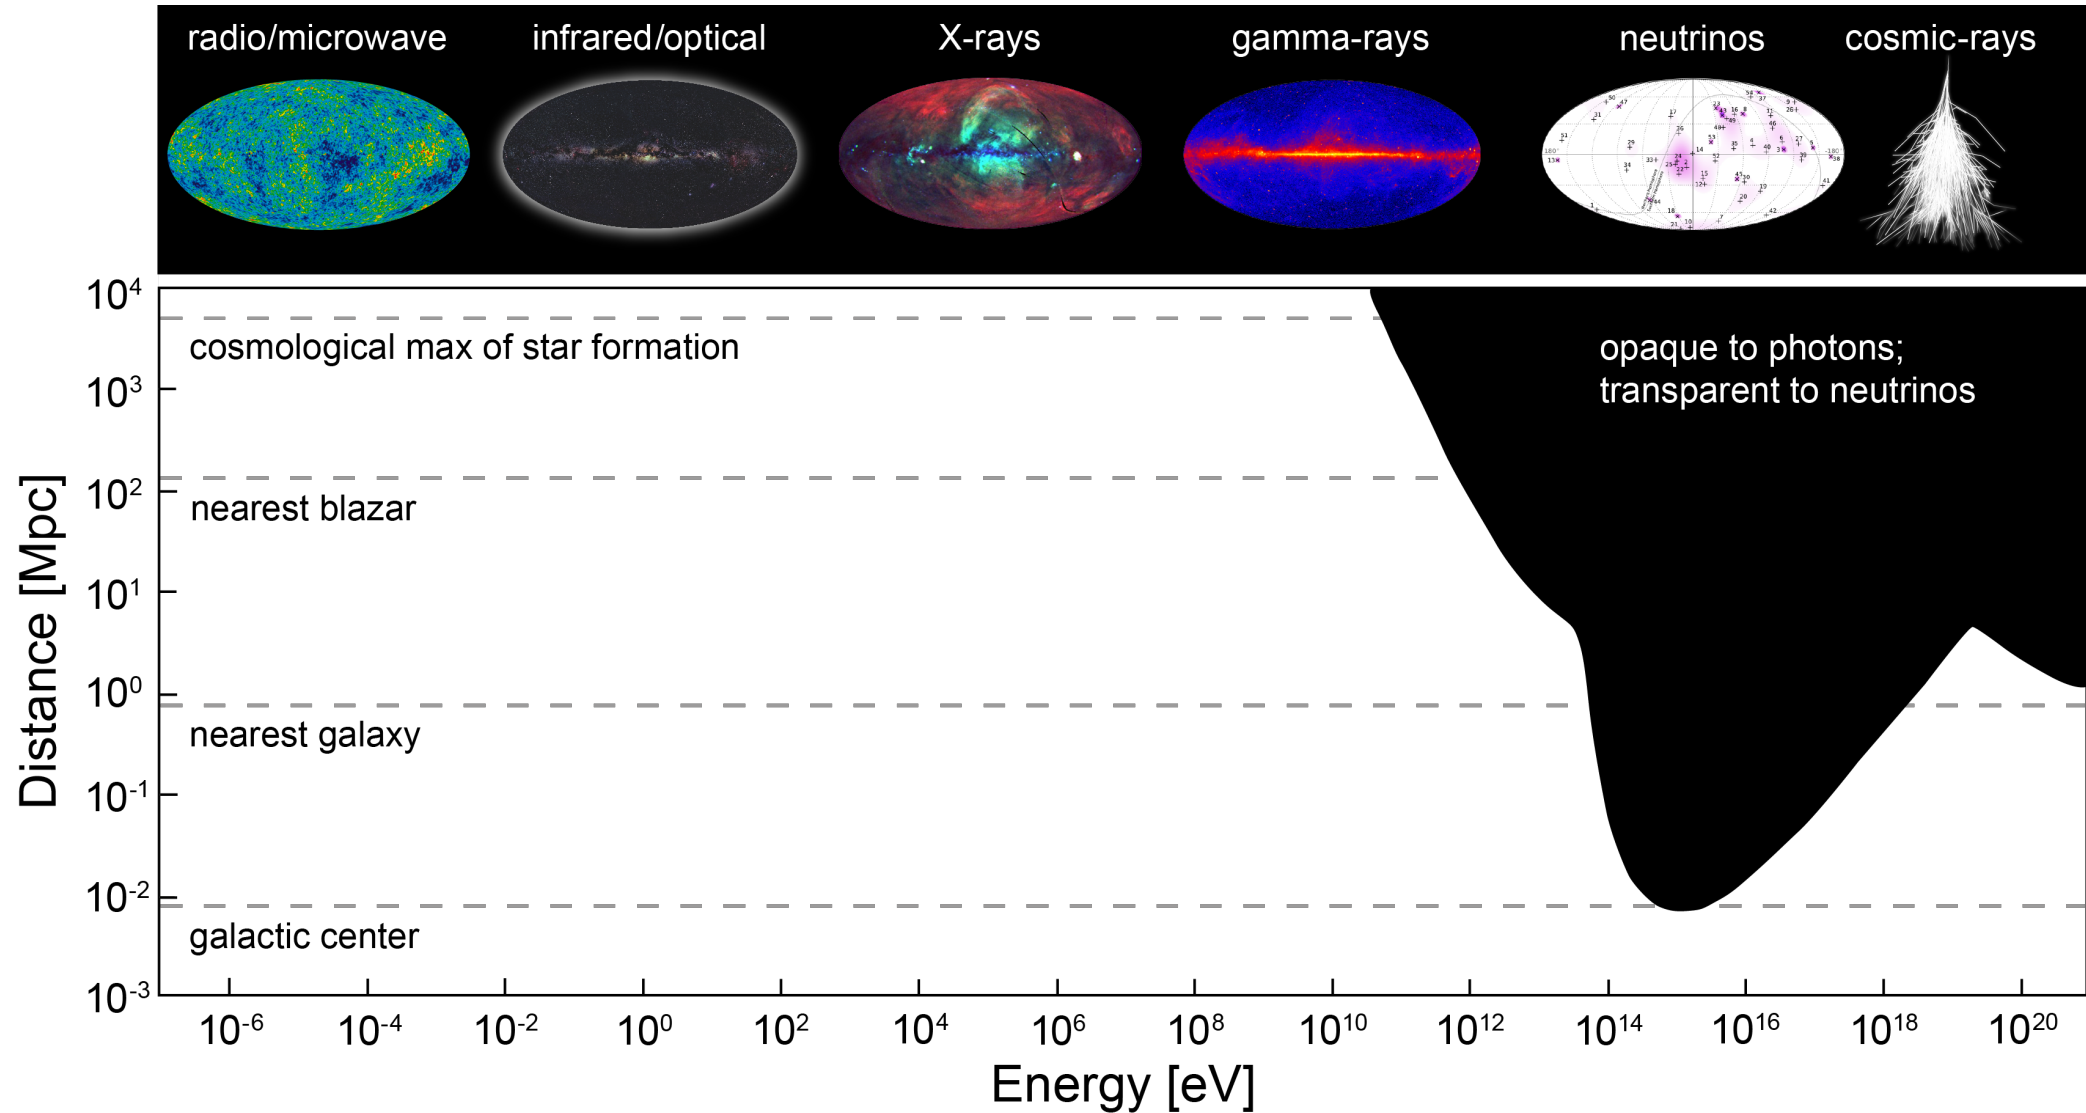 radio/microwave infrared/optical X-rays gamma-rays neutrinos cosmic-rays
10^4
cosmological max of star formation
opaque to photons;
transparent to neutrinos
10^3
10^2
nearest blazar
10^1
10^0
nearest galaxy
10^-1
10^-2
galactic center
10^-3
Distance [Mpc]
10^-6 10^-4 10^-2 10^0 10^2 10^4 10^6 10^8 10^10 10^12 10^14 10^16 10^18 10^20
Energy [eV]